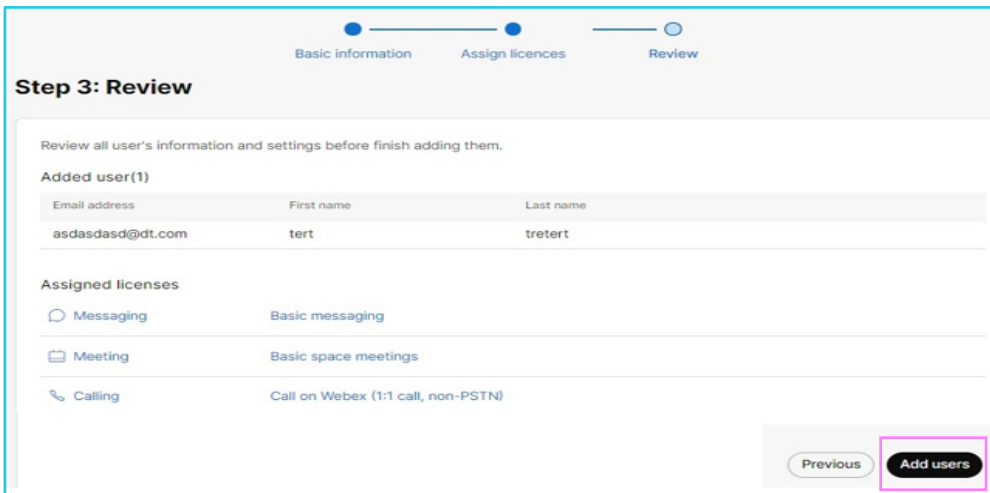 Basic information Assign licences Review
Step 3: Review
Review all user's information and settings before finish adding them.
Added user(1)
Email address First name Last name
asdasdasd@dt.com tert tretert
Assigned licenses
Messaging Basic messaging
Meeting Basic space meetings
Calling Call on Webex (1:1 call, non-PSTN)
Previous Add users